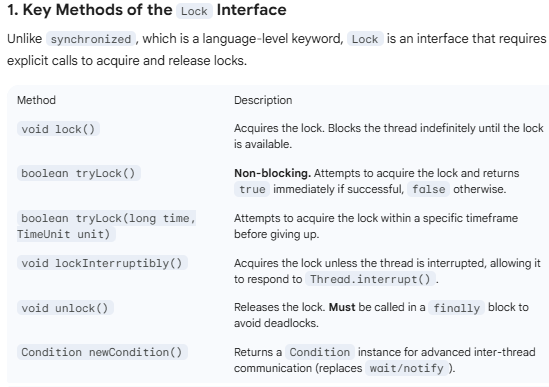 1. Key Methods of the Lock Interface
Unlike synchronized, which is a language-level keyword, Lock is an interface that requires
explicit calls to acquire and release locks.
Method Description
void lock() Acquires the lock. Blocks the thread indefinitely until the lock
is available.
boolean tryLock() Non-blocking. Attempts to acquire the lock and returns
true immediately if successful, false otherwise.
boolean tryLock(long time, Attempts to acquire the lock within a specific timeframe
TimeUnit unit) before giving up.
void lockInterruptibly() Acquires the lock unless the thread is interrupted, allowing it
to respond to Thread.interrupt().
void unlock() Releases the lock. Must be called in a finally block to
avoid deadlocks.
Condition newCondition() Returns a Condition instance for advanced inter-thread
communication (replaces wait/notify).